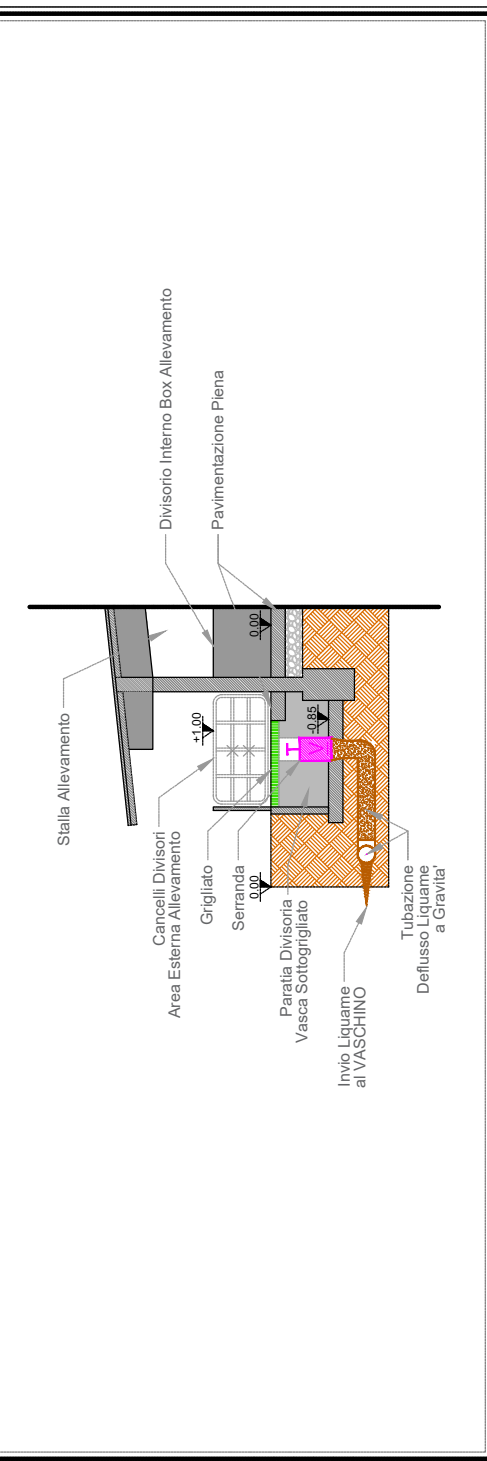 Stalla Allevamento
Cancelli Divisori
Area Esterna Allevamento
Grigliato
Serranda
Paratia Divisoria
Vasca Sottogrigliato
Invio Liquame
al VASCHINO
Tubazione
Deflusso Liquame
a Gravita'
Divisorio Interno Box Allevamento
Pavimentazione Piena
+1.00
0.00
0.00
-0.85